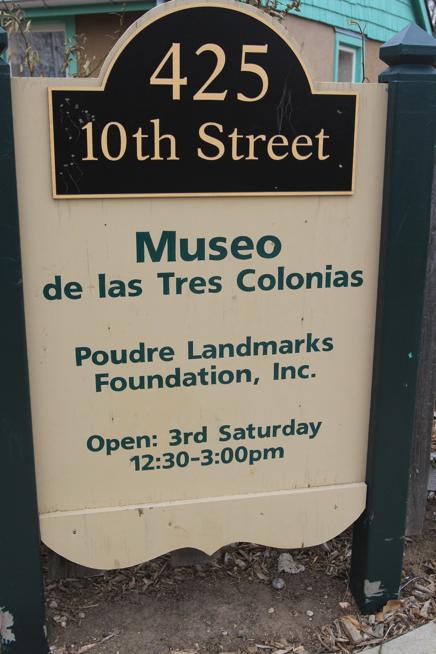 425
10th Street
Museo
de las Tres Colonias
Poudre Landmarks
Foundation, Inc.
Open: 3rd Saturday
12:30-3:00pm